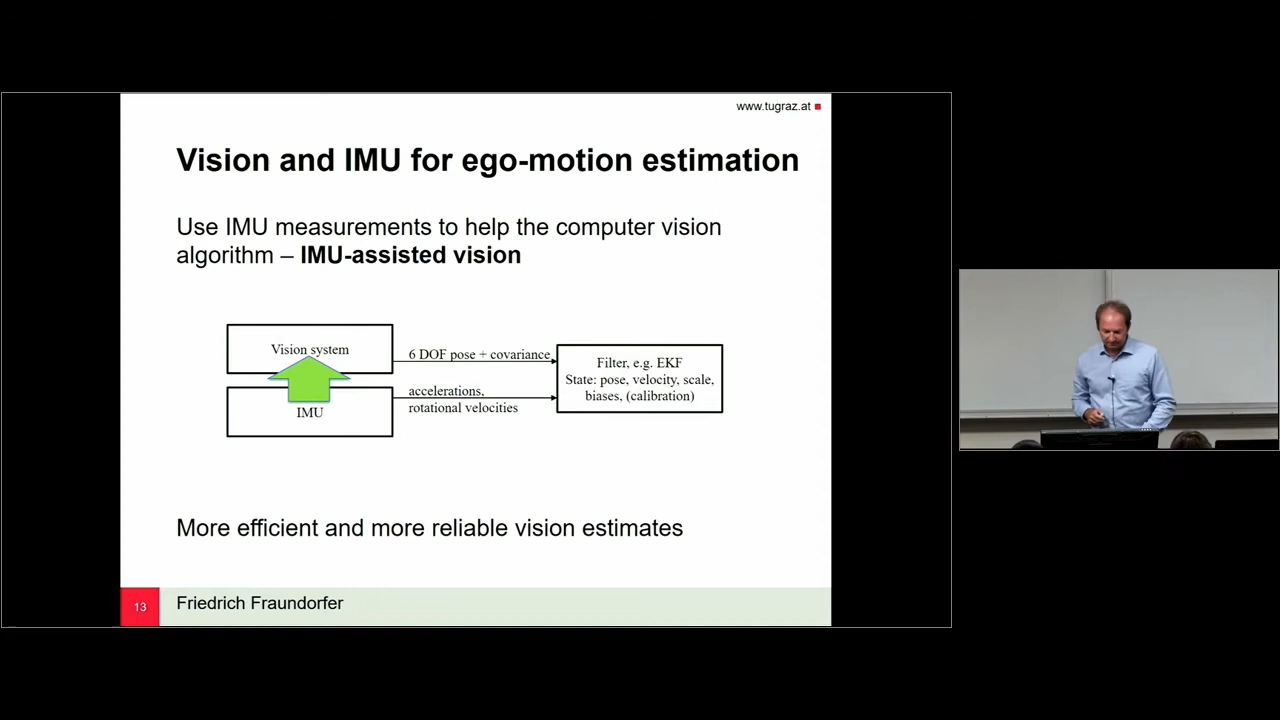 www.tugraz.at
Vision and IMU for ego-motion estimation
Use IMU measurements to help the computer vision
algorithm – IMU-assisted vision
Vision system
IMU
6 DOF pose + covariance
accelerations,
rotational velocities
Filter, e.g. EKF
State: pose, velocity, scale,
biases, (calibration)
More efficient and more reliable vision estimates
13
Friedrich Fraundorfer